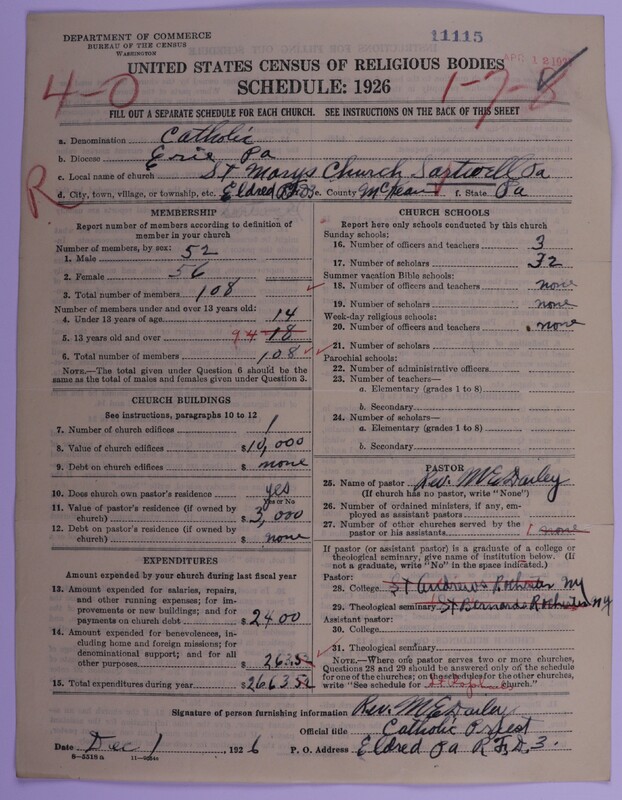 DEPARTMENT OF COMMERCE
BUREAU OF THE CENSUS
WASHINGTON
11115
APR 12 192
UNITED STATES CENSUS OF RELIGIOUS BODIES
SCHEDULE: 1926
4-0
1-7-8
FILL OUT A SEPARATE SCHEDULE FOR EACH CHURCH. SEE INSTRUCTIONS ON THE BACK OF THIS SHEET
R
a. Denomination Catholic
b. Diocese Erie Pa
c. Local name of church St Marys Church Sartwell Pa
d. City, town, village, or township, etc. Eldred e. County McKean f. State Pa
MEMBERSHIP
Report number of members according to definition of
member in your church
Number of members, by sex:
1. Male 52
2. Female 56
3. Total number of members 108
Number of members under and over 13 years old:
4. Under 13 years of age 14
5. 13 years old and over 94 18
6. Total number of members 108
NOTE.—The total given under Question 6 should be the
same as the total of males and females given under Question 3.
CHURCH BUILDINGS
See instructions, paragraphs 10 to 12
7. Number of church edifices 1
8. Value of church edifices $10,000
9. Debt on church edifices $ none
10. Does church own pastor's residence yes
Yes or No
11. Value of pastor's residence (if owned by
church) $3,000
12. Debt on pastor's residence (if owned by
church) $ none
EXPENDITURES
Amount expended by your church during last fiscal year
13. Amount expended for salaries, repairs,
and other running expenses; for im-
provements or new buildings; and for
payments on church debt $2400
14. Amount expended for benevolences, in-
cluding home and foreign missions; for
denominational support; and for all
other purposes $263.52
15. Total expenditures during year $2663.52
CHURCH SCHOOLS
Report here only schools conducted by this church
Sunday schools:
16. Number of officers and teachers 3
17. Number of scholars 32
Summer vacation Bible schools:
18. Number of officers and teachers none
19. Number of scholars none
Week-day religious schools:
20. Number of officers and teachers none
21. Number of scholars
Parochial schools:
22. Number of administrative officers
23. Number of teachers—
a. Elementary (grades 1 to 8)
b. Secondary
24. Number of scholars—
a. Elementary (grades 1 to 8)
b. Secondary
PASTOR
25. Name of pastor Rev. M E Dailey
(If church has no pastor, write "None")
26. Number of ordained ministers, if any, em-
ployed as assistant pastors
27. Number of other churches served by the
pastor or his assistants 1 none
If pastor (or assistant pastor) is a graduate of a college or
theological seminary, give name of institution below. (If
not a graduate, write "No" in the space indicated.)
Pastor:
28. College St Andrews Rochester NY
29. Theological seminary St Bernards Rochester NY
Assistant pastor:
30. College
31. Theological seminary
NOTE.—Where one pastor serves two or more churches,
Questions 28 and 29 should be answered only on the schedule
for one of the churches; on the schedules for the other churches,
write "See schedule for church."
Signature of person furnishing information Rev. M E Dailey
Official title Catholic Priest
Date Dec 1 1926 P. O. Address Eldred Pa R F D. 3.
8-5318 a